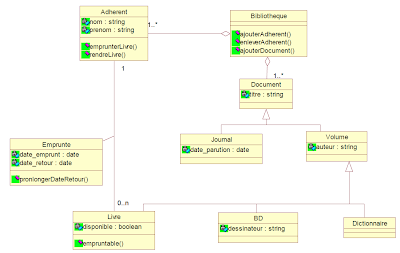 Adherent
nom : string
prenom : string
emprunterLivre()
rendreLivre()
1..*
Bibliotheque
ajouterAdherent()
enleverAdherent()
ajouterDocument()
1
1..*
Document
titre : string
Emprunte
date_emprunt : date
date_retour : date
pronlongerDateRetour()
Journal
date_parution : date
Volume
auteur : string
0..n
Livre
disponible : boolean
empruntable()
BD
dessinateur : string
Dictionnaire